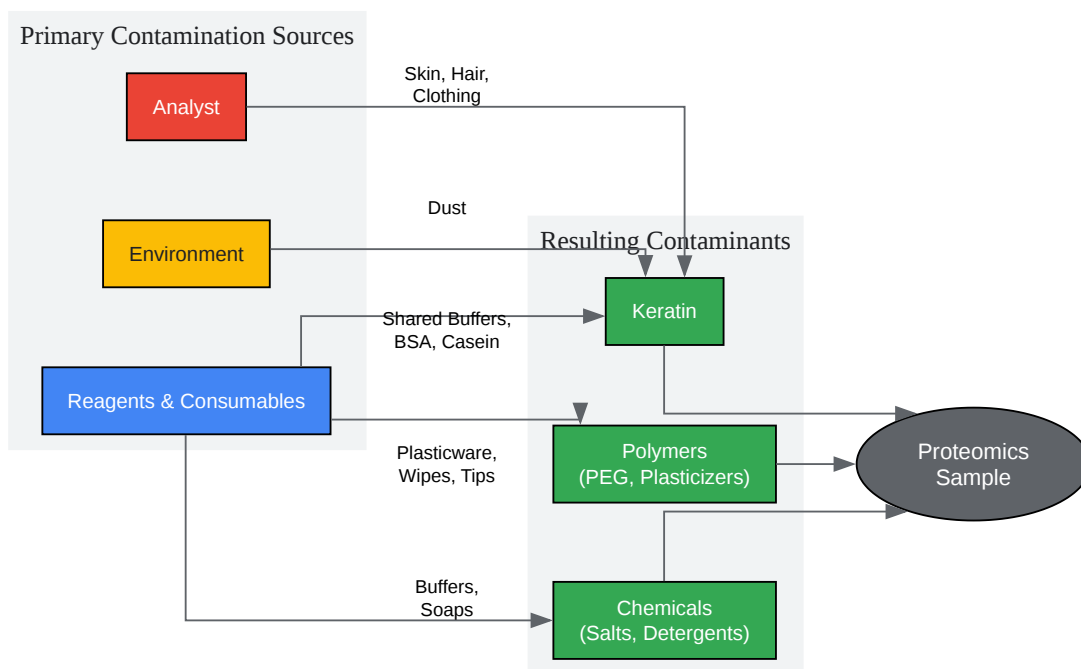 Primary Contamination Sources
Analyst
Skin, Hair,
Clothing
Environment
Dust
Resulting Contaminants
Keratin
Shared Buffers,
BSA, Casein
Reagents & Consumables
Plasticware,
Wipes, Tips
Polymers
(PEG, Plasticizers)
Proteomics
Sample
Buffers,
Soaps
Chemicals
(Salts, Detergents)